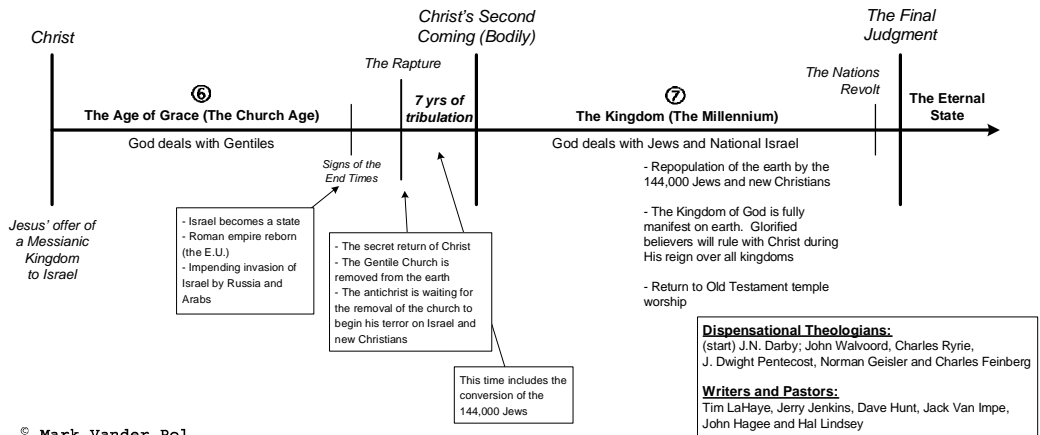 Christ
Christ's Second
Coming (Bodily)
The Final
Judgment
The Rapture
The Nations
Revolt
⑥
The Age of Grace (The Church Age)
7 yrs of
tribulation
⑦
The Kingdom (The Millennium)
The Eternal
State
God deals with Gentiles
God deals with Jews and National Israel
Signs of the
End Times
- Repopulation of the earth by the
144,000 Jews and new Christians
- The Kingdom of God is fully
manifest on earth. Glorified
believers will rule with Christ during
His reign over all kingdoms
- Return to Old Testament temple
worship
Jesus' offer of
a Messianic
Kingdom
to Israel
- Israel becomes a state
- Roman empire reborn
(the E.U.)
- Impending invasion of
Israel by Russia and
Arabs
- The secret return of Christ
- The Gentile Church is
removed from the earth
- The antichrist is waiting for
the removal of the church to
begin his terror on Israel and
new Christians
This time includes the
conversion of the
144,000 Jews
Dispensational Theologians:
(start) J.N. Darby; John Walvoord, Charles Ryrie,
J. Dwight Pentecost, Norman Geisler and Charles Feinberg
Writers and Pastors:
Tim LaHaye, Jerry Jenkins, Dave Hunt, Jack Van Impe,
John Hagee and Hal Lindsey
© Mark Vander Pol